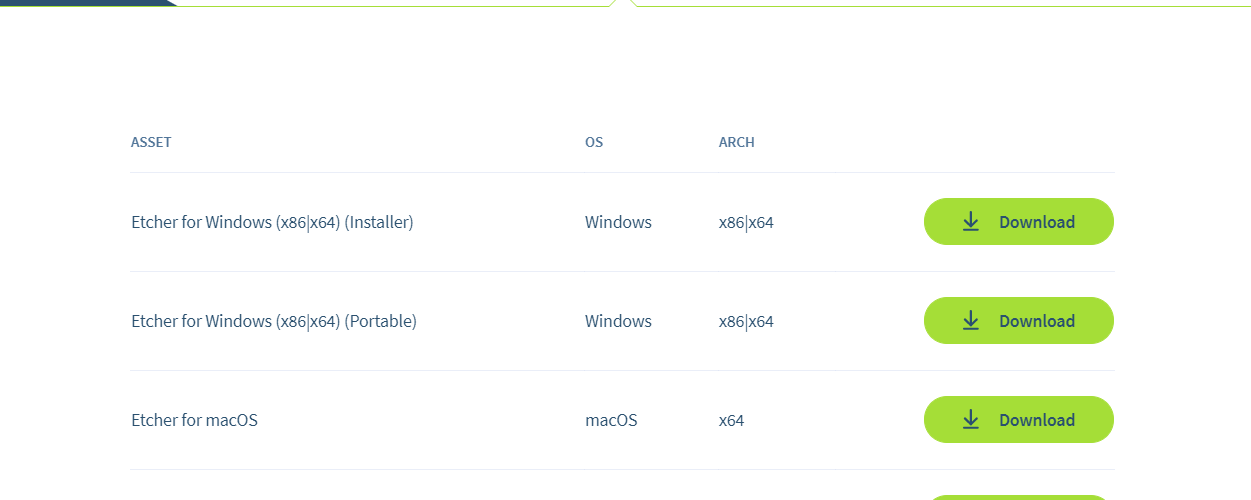 ASSET OS ARCH
Etcher for Windows (x86|x64) (Installer) Windows x86|x64 Download
Etcher for Windows (x86|x64) (Portable) Windows x86|x64 Download
Etcher for macOS macOS x64 Download